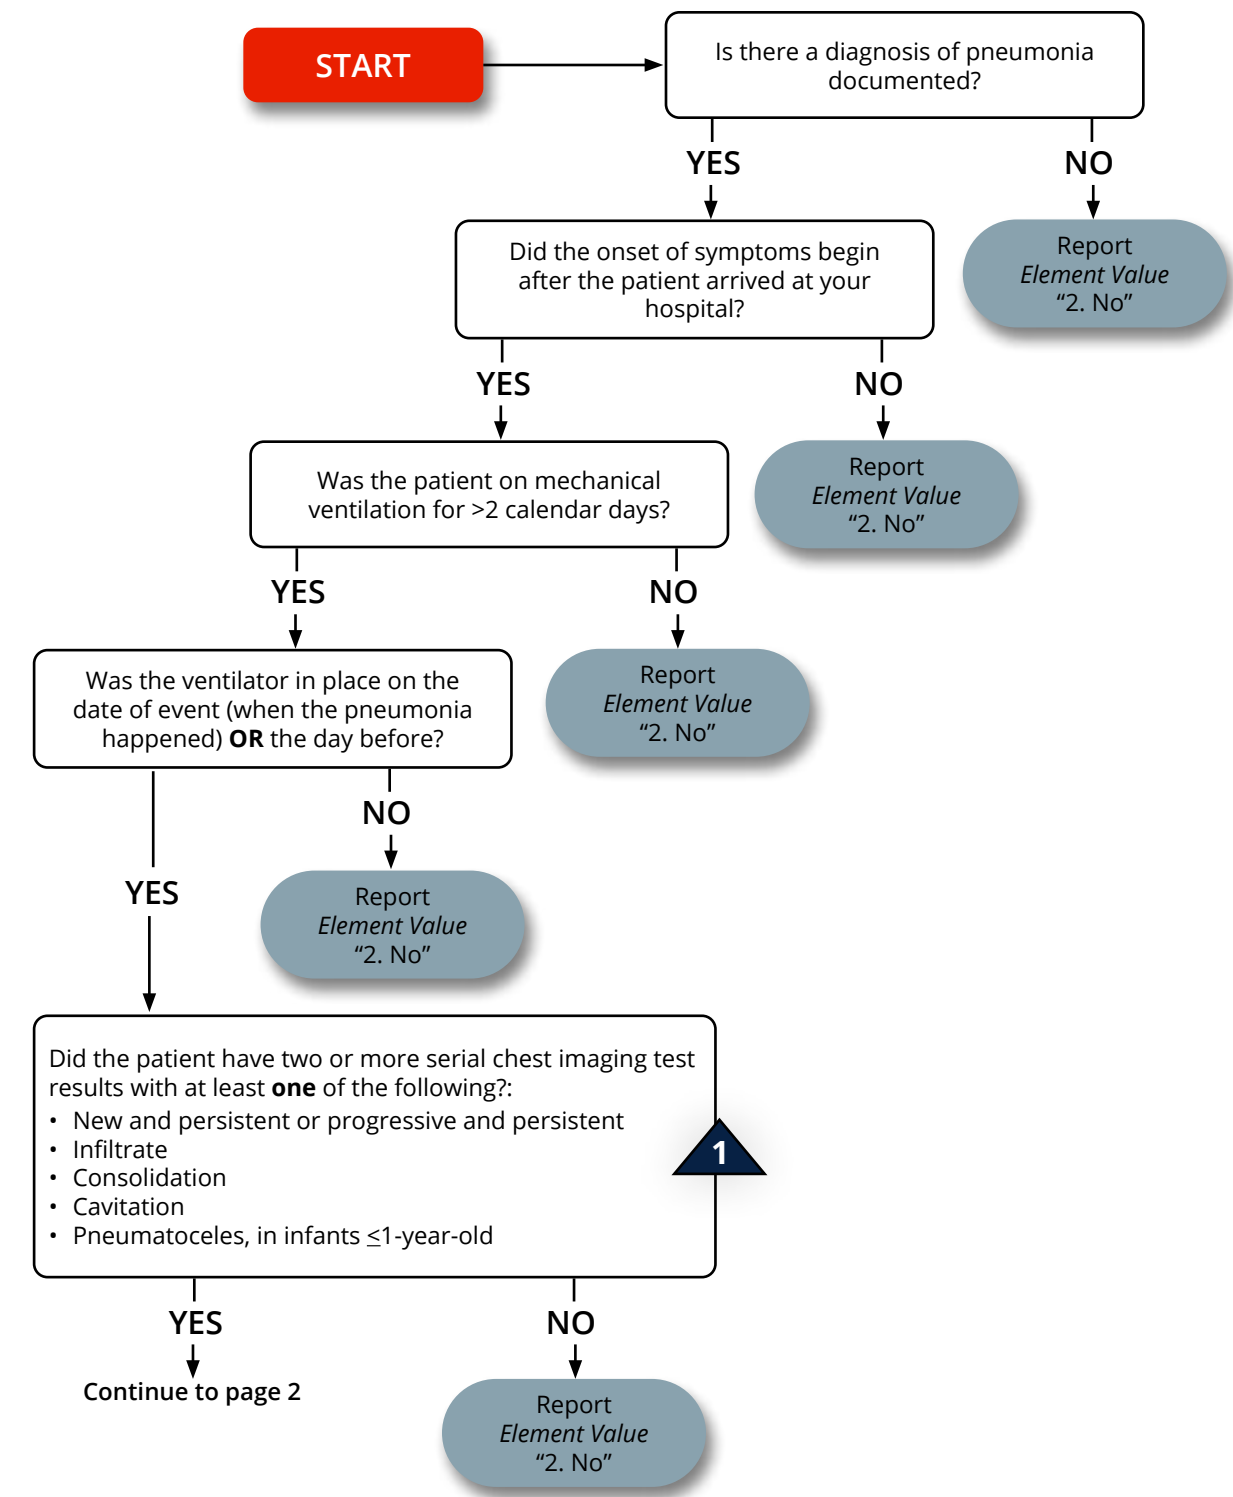 START
Is there a diagnosis of pneumonia
documented?
YES
NO
Report
Element Value
“2. No”
Did the onset of symptoms begin
after the patient arrived at your
hospital?
YES
NO
Report
Element Value
“2. No”
Was the patient on mechanical
ventilation for >2 calendar days?
YES
NO
Report
Element Value
“2. No”
Was the ventilator in place on the
date of event (when the pneumonia
happened) OR the day before?
NO
YES
Report
Element Value
“2. No”
Did the patient have two or more serial chest imaging test
results with at least one of the following?:
• New and persistent or progressive and persistent
• Infiltrate
• Consolidation
• Cavitation
• Pneumatoceles, in infants ≤1-year-old
1
YES
NO
Continue to page 2
Report
Element Value
“2. No”